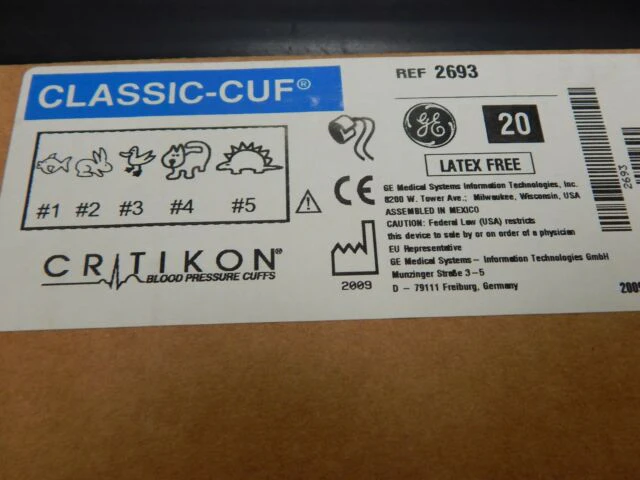 CLASSIC-CUF®
#1 #2 #3 #4 #5
CRITIKON®
BLOOD PRESSURE CUFFS
REF 2693
GE
20
LATEX FREE
CE
2009
GE Medical Systems Information Technologies, Inc.
8200 W. Tower Ave.; Milwaukee, Wisconsin, USA
ASSEMBLED IN MEXICO
CAUTION: Federal Law (USA) restricts
this device to sale by or on order of a physician
EU Representative
GE Medical Systems - Information Technologies GmbH
Munzinger Straße 3-5
D - 79111 Freiburg, Germany
2693
2009